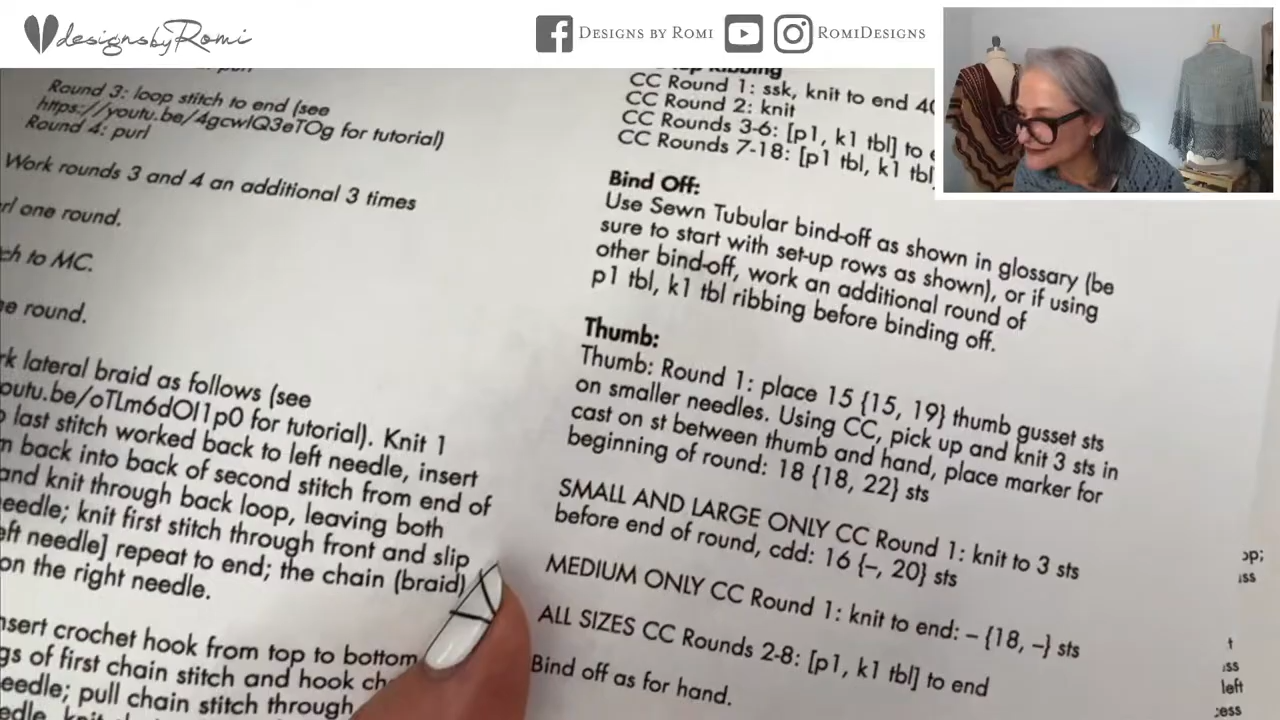 designsbyRomi
DESIGNS BY ROMI
ROMIDESIGNS
Round 3: loop stitch to end (see
https://youtu.be/4gcwlQ3eTOg for tutorial)
Round 4: purl
Work rounds 3 and 4 an additional 3 times
one round.
to MC.
round.
lateral braid as follows (see
for tutorial). Knit 1
last stitch worked back to left needle, insert
back into back of second stitch from end of
and knit through back loop, leaving both
needle; knit first stitch through front and slip
left needle] repeat to end; the chain (braid)
on the right needle.
insert crochet hook from top to bottom
of first chain stitch and hook
needle; pull chain stitch through
Ribbing
CC Round 1: ssk, knit to end
CC Round 2: knit
CC Rounds 3-6: [p1, k1 tbl] to
CC Rounds 7-18: [p1 tbl, k1 tbl
Bind Off:
Use Sewn Tubular bind-off as shown in glossary (be
sure to start with set-up rows as shown), or if using
other bind-off, work an additional round of
p1 tbl, k1 tbl ribbing before binding off.
Thumb:
Thumb: Round 1: place 15 {15, 19} thumb gusset sts
on smaller needles. Using CC, pick up and knit 3 sts in
cast on st between thumb and hand, place marker for
beginning of round: 18 {18, 22} sts
SMALL AND LARGE ONLY CC Round 1: knit to 3 sts
before end of round, cdd: 16 {–, 20} sts
MEDIUM ONLY CC Round 1: knit to end: – {18, –} sts
ALL SIZES CC Rounds 2-8: [p1, k1 tbl] to end
Bind off as for hand.
left